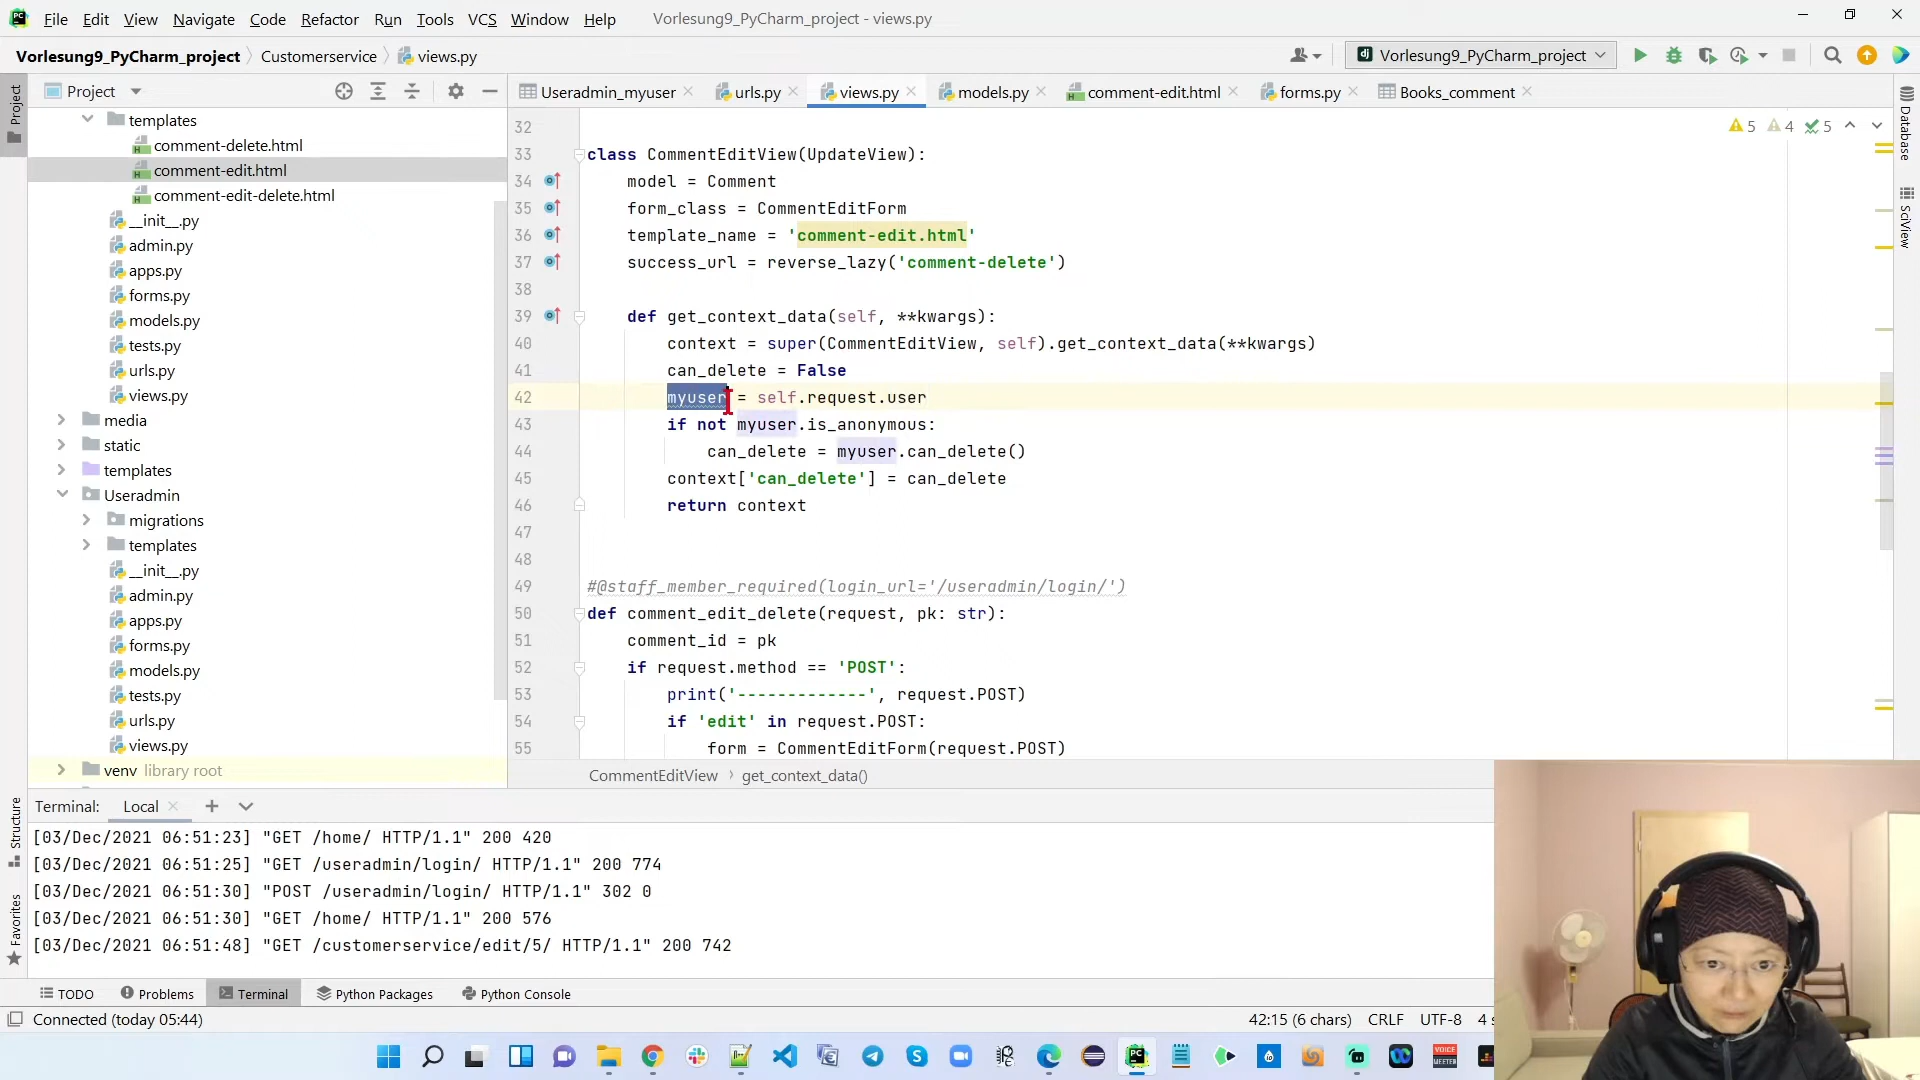 File Edit View Navigate Code Refactor Run Tools VCS Window Help Vorlesung9_PyCharm_project - views.py
Vorlesung9_PyCharm_project Customerservice views.py Vorlesung9_PyCharm_project
Project
Useradmin_myuser urls.py views.py models.py comment-edit.html forms.py Books_comment
Project
Database
SciView
Structure
Favorites
templates
comment-delete.html
comment-edit.html
comment-edit-delete.html
__init__.py
admin.py
apps.py
forms.py
models.py
tests.py
urls.py
views.py
media
static
templates
Useradmin
migrations
templates
__init__.py
admin.py
apps.py
forms.py
models.py
tests.py
urls.py
views.py
venv library root
5 4 5
32
33 class CommentEditView(UpdateView):
34 model = Comment
35 form_class = CommentEditForm
36 template_name = 'comment-edit.html'
37 success_url = reverse_lazy('comment-delete')
38
39 def get_context_data(self, **kwargs):
40 context = super(CommentEditView, self).get_context_data(**kwargs)
41 can_delete = False
42 myuser = self.request.user
43 if not myuser.is_anonymous:
44 can_delete = myuser.can_delete()
45 context['can_delete'] = can_delete
46 return context
47
48
49 #@staff_member_required(login_url='/useradmin/login/')
50 def comment_edit_delete(request, pk: str):
51 comment_id = pk
52 if request.method == 'POST':
53 print('-------------', request.POST)
54 if 'edit' in request.POST:
55 form = CommentEditForm(request.POST)
CommentEditView get_context_data()
Terminal: Local
[03/Dec/2021 06:51:23] "GET /home/ HTTP/1.1" 200 420
[03/Dec/2021 06:51:25] "GET /useradmin/login/ HTTP/1.1" 200 774
[03/Dec/2021 06:51:30] "POST /useradmin/login/ HTTP/1.1" 302 0
[03/Dec/2021 06:51:30] "GET /home/ HTTP/1.1" 200 576
[03/Dec/2021 06:51:48] "GET /customerservice/edit/5/ HTTP/1.1" 200 742
TODO Problems Terminal Python Packages Python Console
Connected (today 05:44) 42:15 (6 chars) CRLF UTF-8 4 s